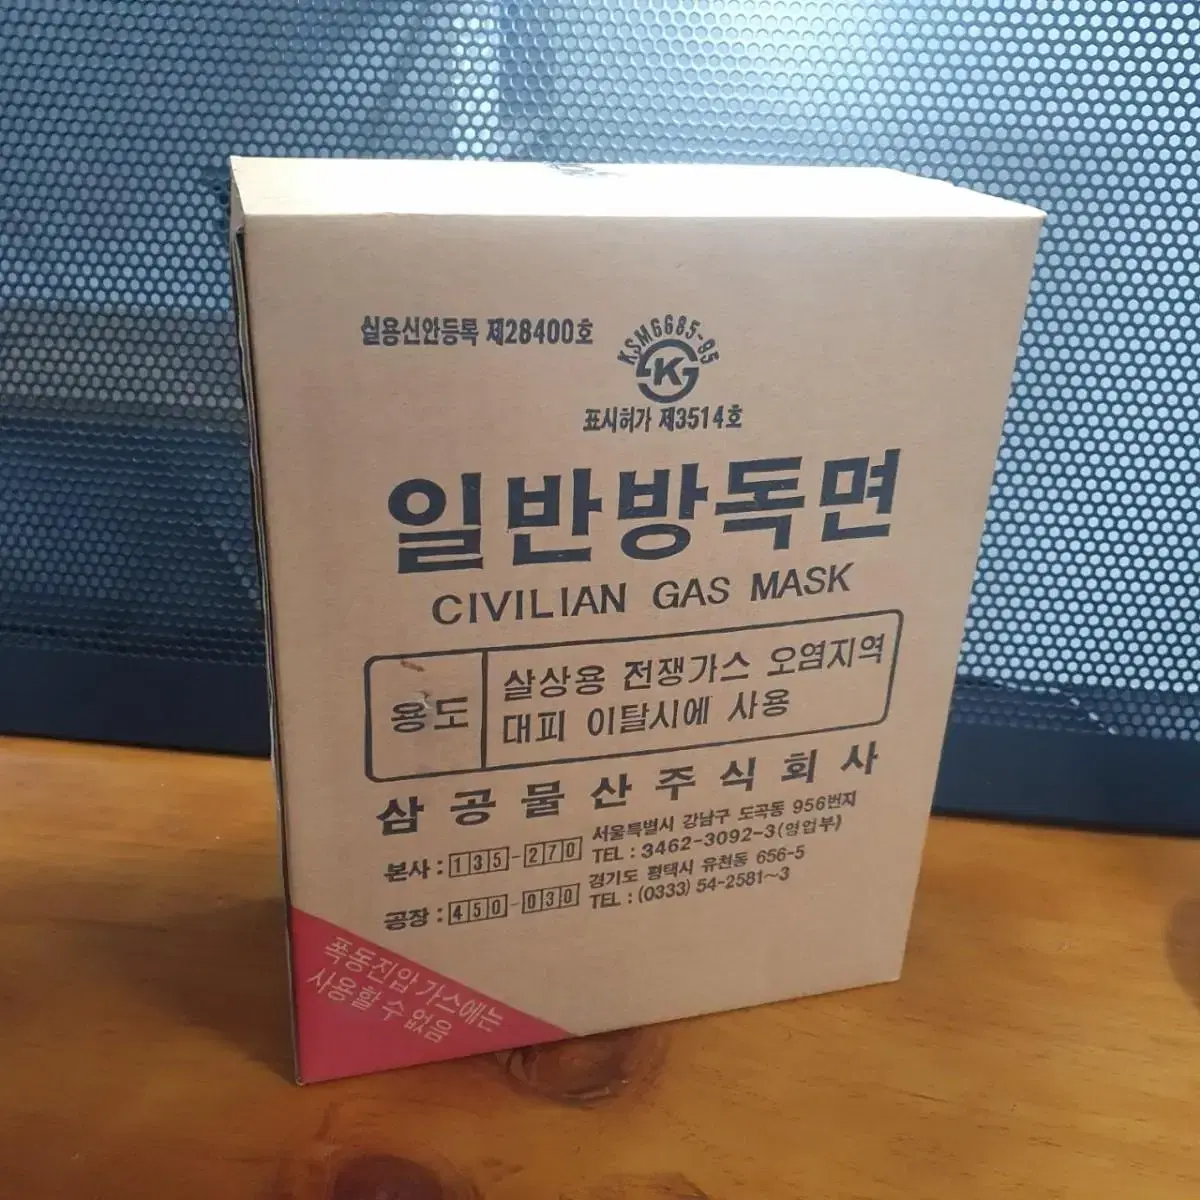 실용신안등록 제28400호
KSM6685-95
K
표시허가 제3514호
일반방독면
CIVILIAN GAS MASK
용도
살상용 전쟁가스 오염지역
대피 이탈시에 사용
삼공물산주식회사
본사 : 135-270 서울특별시 강남구 도곡동 956번지
TEL : 3462-3092~3(영업부)
공장 : 450-030 경기도 평택시 유천동 656-5
TEL : (0333) 54-2581~3
폭동진압 가스에는
사용할 수 없음